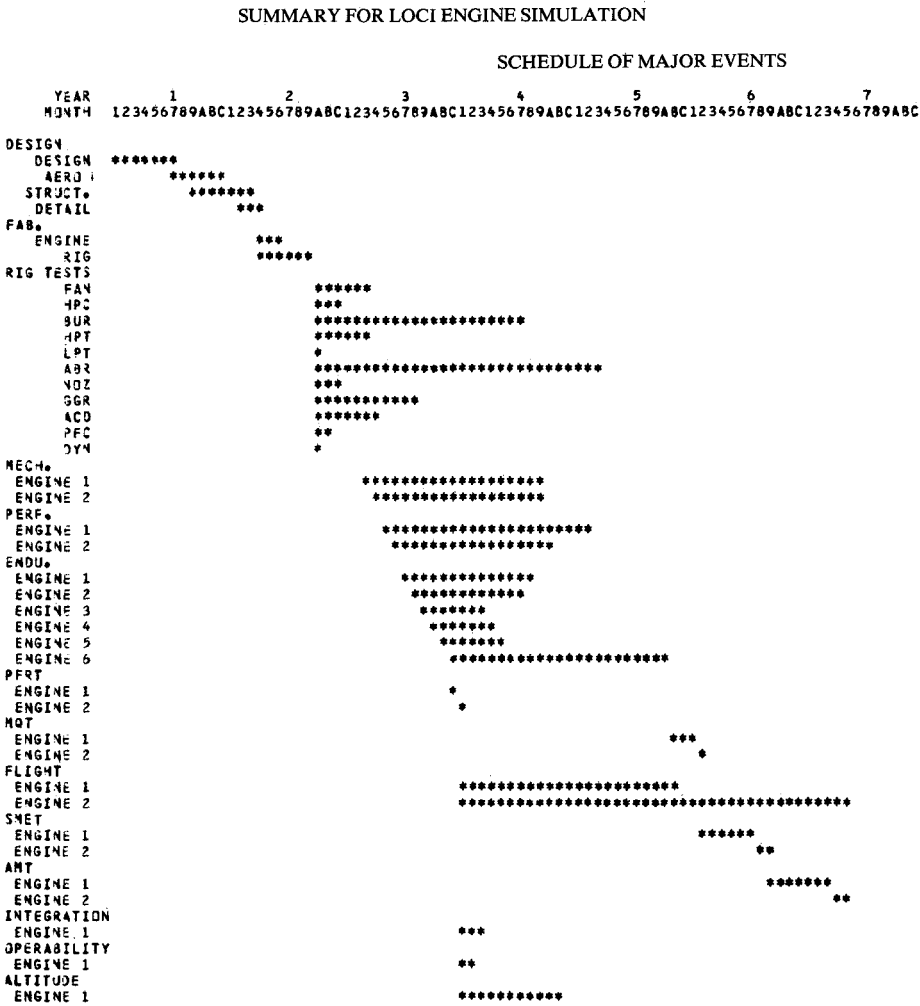 SUMMARY FOR LOCI ENGINE SIMULATION
SCHEDULE OF MAJOR EVENTS
YEAR 1 2 3 4 5 6 7
MONTH 123456789ABC123456789ABC123456789ABC123456789ABC123456789ABC123456789ABC123456789ABC
DESIGN
DESIGN *******
AERO ******
STRUCT. *******
DETAIL ***
FAB.
ENGINE ***
RIG ******
RIG TESTS
FAN ******
HPC ***
BUR **********************
HPT ******
LPT *
ABR ******************************
NOZ ***
GGR ***********
ACD *******
PFC **
DYN *
MECH.
ENGINE 1 *******************
ENGINE 2 ******************
PERF.
ENGINE 1 **********************
ENGINE 2 *****************
ENDU.
ENGINE 1 **************
ENGINE 2 ************
ENGINE 3 *******
ENGINE 4 *******
ENGINE 5 *******
ENGINE 6 ***********************
PFRT
ENGINE 1 *
ENGINE 2 *
MQT
ENGINE 1 ***
ENGINE 2 *
FLIGHT
ENGINE 1 ***********************
ENGINE 2 *****************************************
SMET
ENGINE 1 ******
ENGINE 2 **
AMT
ENGINE 1 *******
ENGINE 2 **
INTEGRATION
ENGINE 1 ***
OPERABILITY
ENGINE 1 **
ALTITUDE
ENGINE 1 ***********